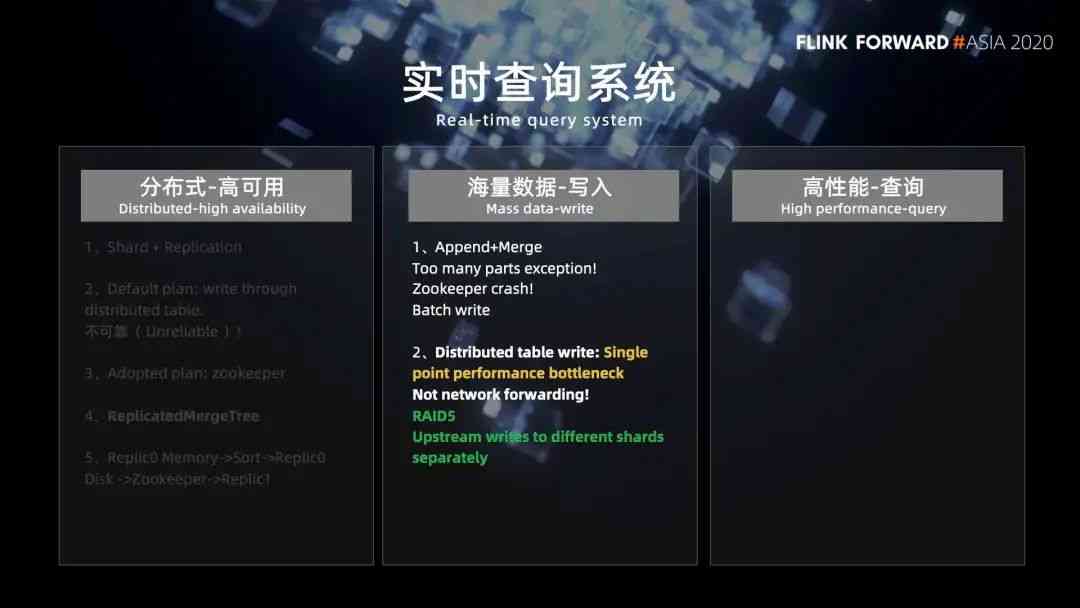 FLINK FORWARD #ASIA 2020
实时查询系统
Real-time query system
分布式-高可用
Distributed-high availability
1、Shard + Replication
2、Default plan: write through
distributed table.
不可靠（Unreliable）！
3、Adopted plan: zookeeper
4、ReplicatedMergeTree
5、Replic0 Memory->Sort->Replic0
Disk ->Zookeeper->Replic1
海量数据-写入
Mass data-write
1、Append+Merge
Too many parts exception!
Zookeeper crash!
Batch write
2、Distributed table write: Single
point performance bottleneck
Not network forwarding!
RAID5
Upstream writes to different shards
separately
高性能-查询
High performance-query